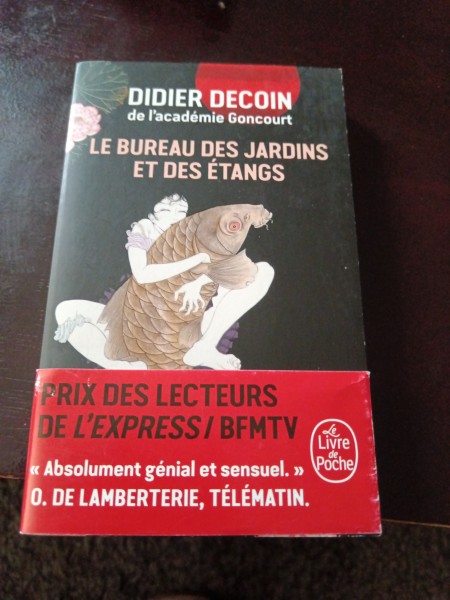 DIDIER DECOIN
de l'académie Goncourt
LE BUREAU DES JARDINS
ET DES ÉTANGS
PRIX DES LECTEURS
DE L'EXPRESS / BFMTV
Le
Livre
de
Poche
« Absolument génial et sensuel. »
O. DE LAMBERTERIE, TÉLÉMATIN.